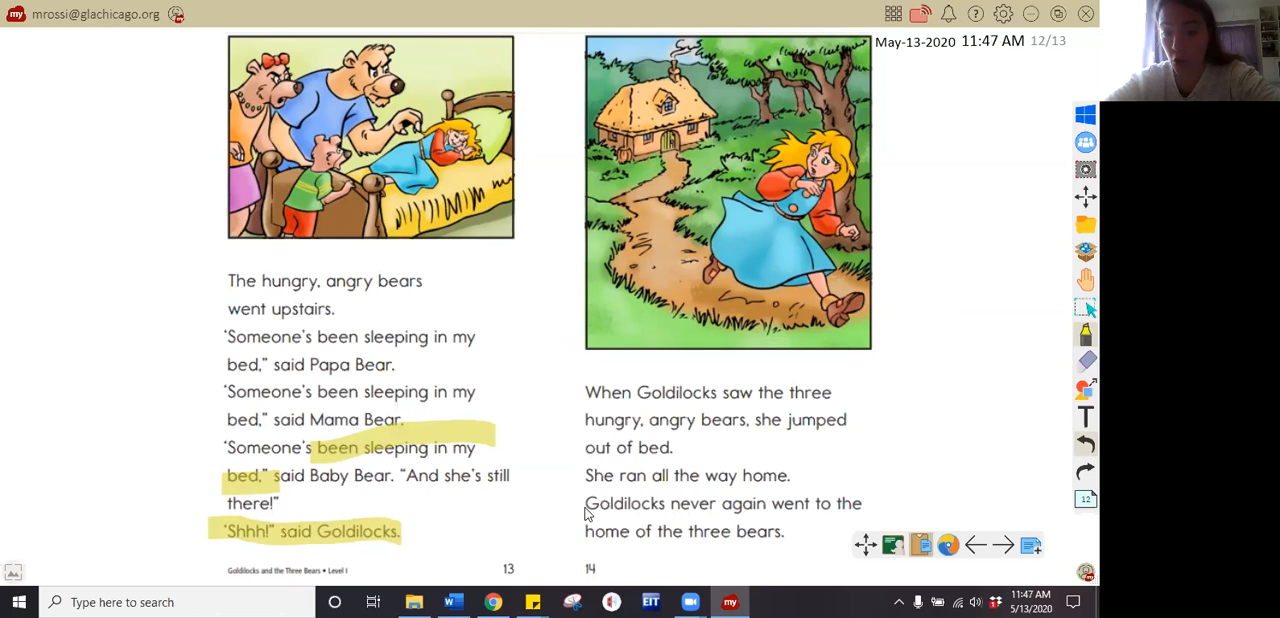 my mrossi@glachicago.org
May-13-2020 11:47 AM 12/13
The hungry, angry bears
went upstairs.
"Someone's been sleeping in my
bed," said Papa Bear.
"Someone's been sleeping in my
bed," said Mama Bear.
"Someone's been sleeping in my
bed," said Baby Bear. "And she's still
there!"
"Shhh!" said Goldilocks.
Goldilocks and the Three Bears • Level I
13
When Goldilocks saw the three
hungry, angry bears, she jumped
out of bed.
She ran all the way home.
Goldilocks never again went to the
home of the three bears.
14
T
12
my
Type here to search
EIT
my
11:47 AM
5/13/2020